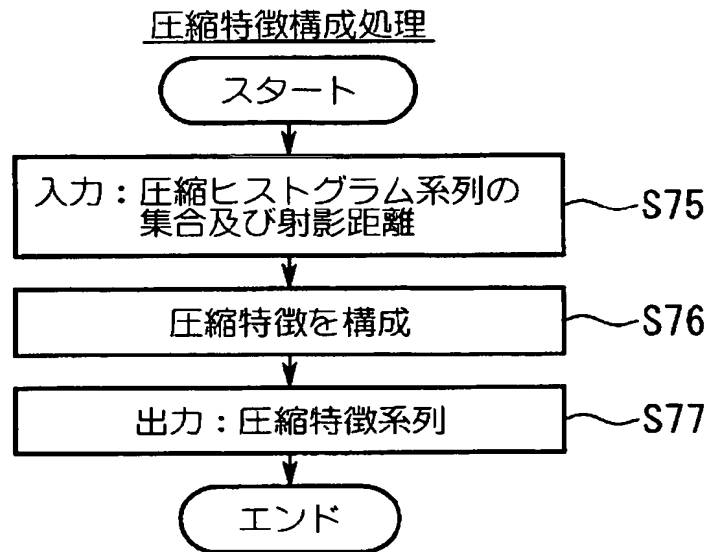 圧縮特徴構成処理
スタート
入力：圧縮ヒストグラム系列の
集合及び射影距離
S75
圧縮特徴を構成
S76
出力：圧縮特徴系列
S77
エンド